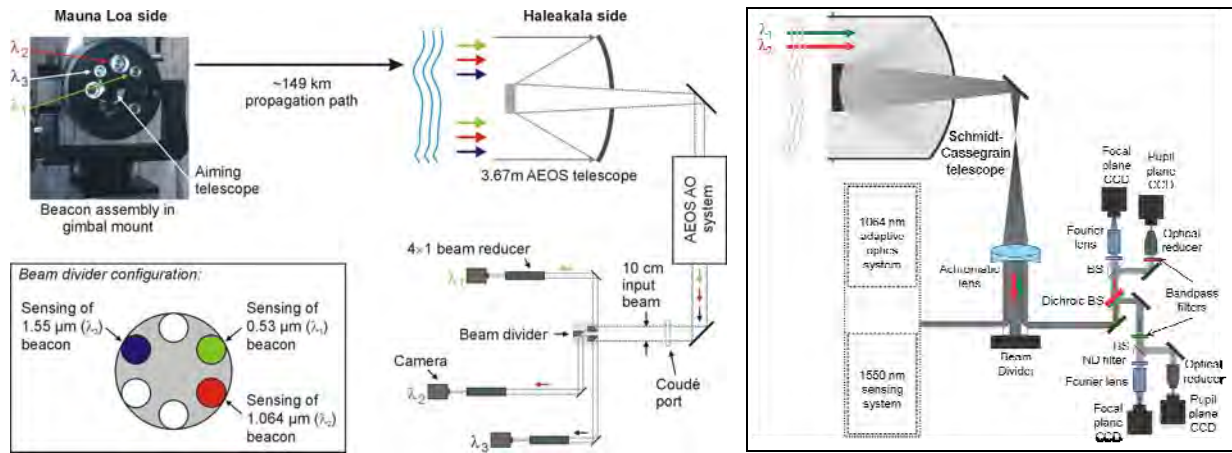 Mauna Loa side
Haleakala side
λ₂
λ₃
λ₁
~149 km
propagation path
Aiming
telescope
Beacon assembly in
gimbal mount
3.67m AEOS telescope
AEOS AO
system
4×1 beam reducer
λ₁
10 cm
input
beam
Beam divider
Camera
λ₂
Coudé
port
λ₃
Beam divider configuration:
Sensing of
1.55 µm (λ₃)
beacon
Sensing of
0.53 µm (λ₁)
beacon
Sensing of
1.064 µm (λ₂)
beacon
λ₁
λ₂
Schmidt-
Cassegrain
telescope
Focal
plane
CCD
Pupil
plane
CCD
1064 nm
adaptive
optics
system
Fourier
lens
Optical
reducer
Achromatic
lens
BS
Dichroic BS
Bandpass
filters
BS
ND filter
Fourier lens
Optical
reducer
1550 nm
sensing
system
Beam
Divider
Focal
plane
CCD
Pupil
plane
CCD